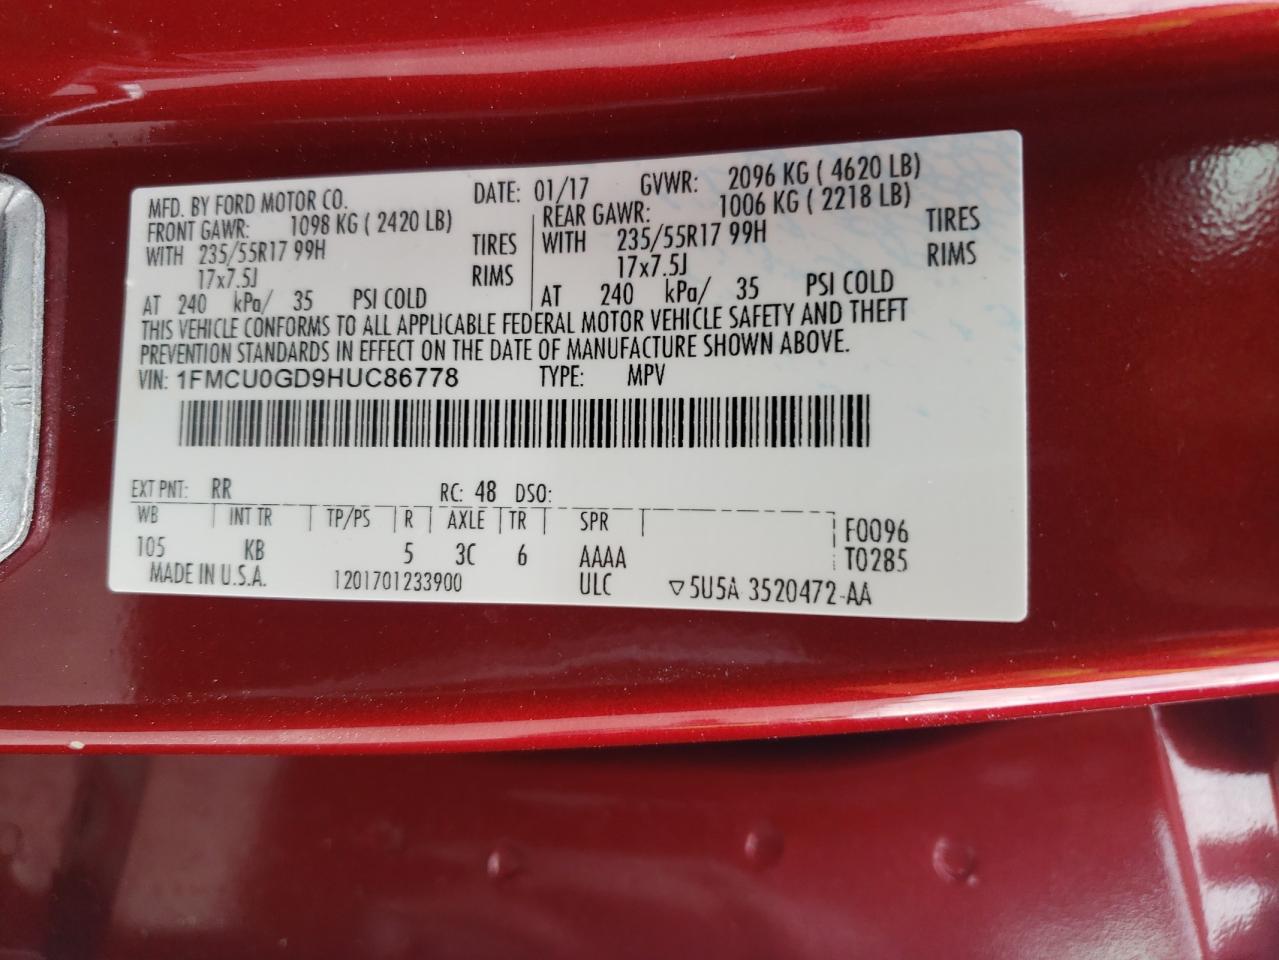 MFD. BY FORD MOTOR CO. DATE: 01/17 GVWR: 2096 KG ( 4620 LB)
FRONT GAWR: 1098 KG ( 2420 LB) REAR GAWR: 1006 KG ( 2218 LB)
WITH 235/55R17 99H TIRES WITH 235/55R17 99H TIRES
17x7.5J RIMS 17x7.5J RIMS
AT 240 kPa/ 35 PSI COLD AT 240 kPa/ 35 PSI COLD
THIS VEHICLE CONFORMS TO ALL APPLICABLE FEDERAL MOTOR VEHICLE SAFETY AND THEFT
PREVENTION STANDARDS IN EFFECT ON THE DATE OF MANUFACTURE SHOWN ABOVE.
VIN: 1FMCU0GD9HUC86778 TYPE: MPV
EXT PNT: RR RC: 48 DSO:
WB INT TR TP/PS R AXLE TR SPR F0096
105 KB 5 3C 6 AAAA T0285
MADE IN U.S.A. 1201701233900 ULC ▽5U5A 3520472-AA